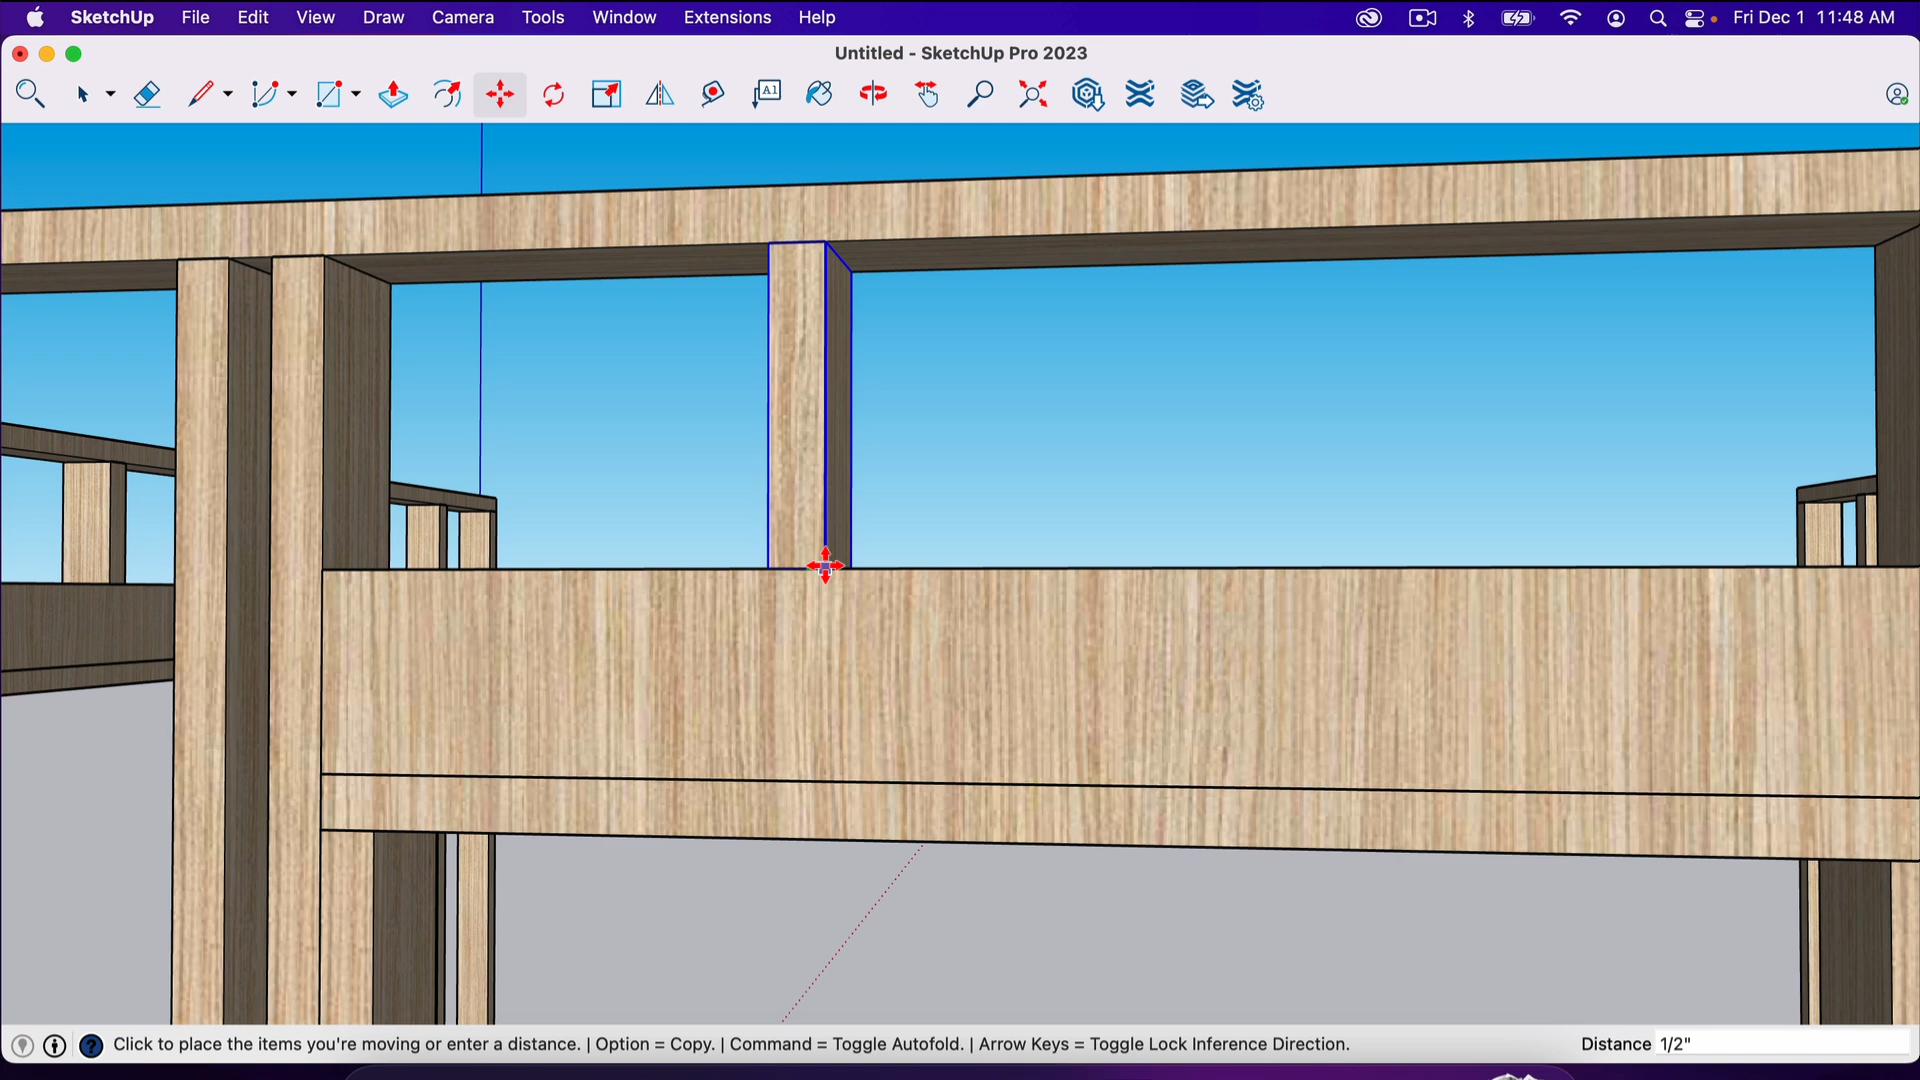 SketchUp File Edit View Draw Camera Tools Window Extensions Help Fri Dec 1 11:48 AM
Untitled - SketchUp Pro 2023
A1
Click to place the items you're moving or enter a distance. | Option = Copy. | Command = Toggle Autofold. | Arrow Keys = Toggle Lock Inference Direction. Distance 1/2"